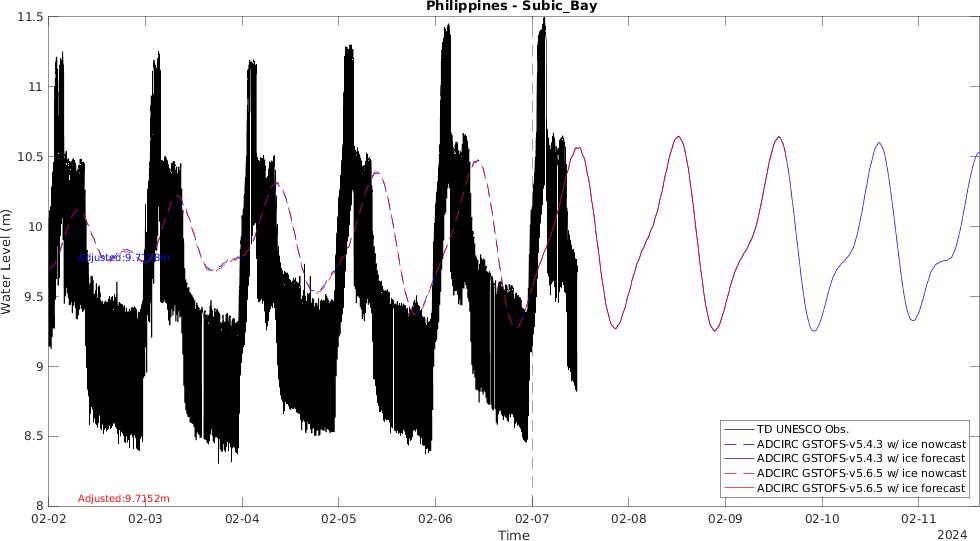 Philippines - Subic_Bay
11.5
11
10.5
10
9.5
9
8.5
8
Water Level (m)
Adjusted:9.7128m
Adjusted:9.7152m
TD UNESCO Obs.
ADCIRC GSTOFS-v5.4.3 w/ ice nowcast
ADCIRC GSTOFS-v5.4.3 w/ ice forecast
ADCIRC GSTOFS-v5.6.5 w/ ice nowcast
ADCIRC GSTOFS-v5.6.5 w/ ice forecast
02-02 02-03 02-04 02-05 02-06 02-07 02-08 02-09 02-10 02-11
Time
2024